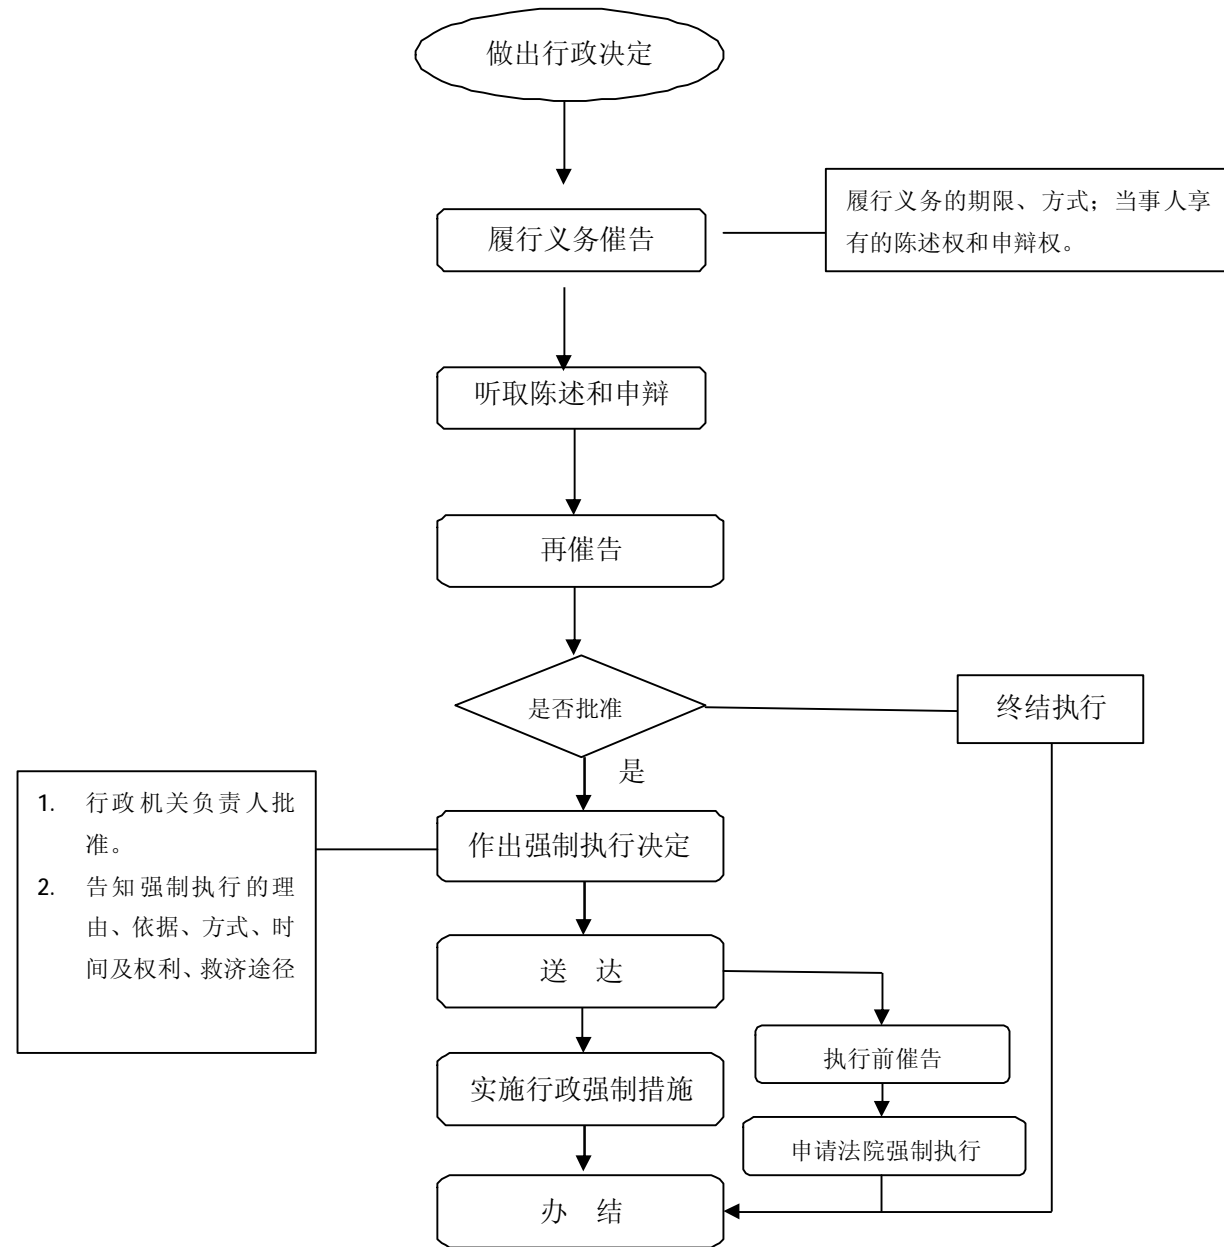 做出行政决定
履行义务的期限、方式；当事人享
有的陈述权和申辩权。
履行义务催告
听取陈述和申辩
再催告
是否批准
终结执行
是
1. 行政机关负责人批
准。
2. 告知强制执行的理
由、依据、方式、时
间及权利、救济途径
作出强制执行决定
送 达
执行前催告
实施行政强制措施
申请法院强制执行
办 结